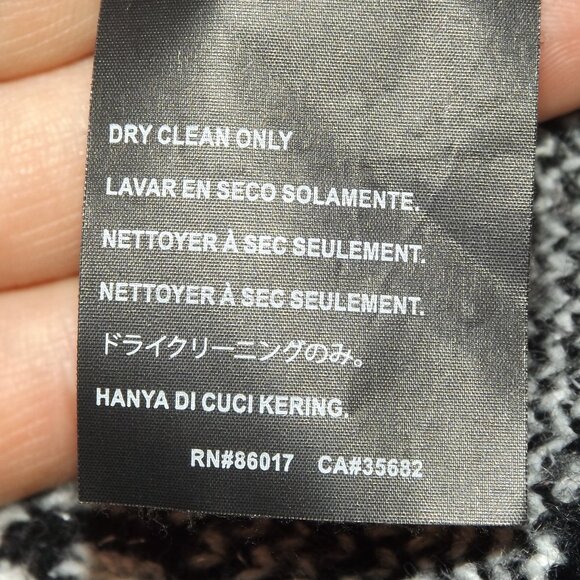 DRY CLEAN ONLY
LAVAR EN SECO SOLAMENTE.
NETTOYER À SEC SEULEMENT.
NETTOYER À SEC SEULEMENT.
ドライクリーニングのみ。
HANYA DI CUCI KERING.
RN#86017 CA#35682